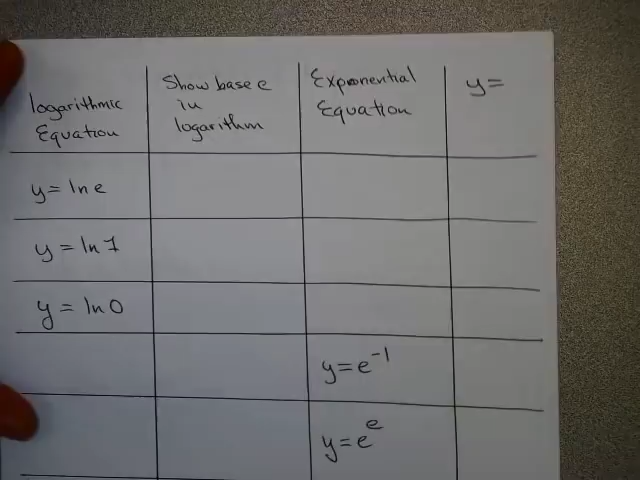 logarithmic
Equation
Show base e
in
logarithm
Exponential
Equation
y=
y = ln e
y = ln 1
y = ln 0
y = e^-1
y = e^e